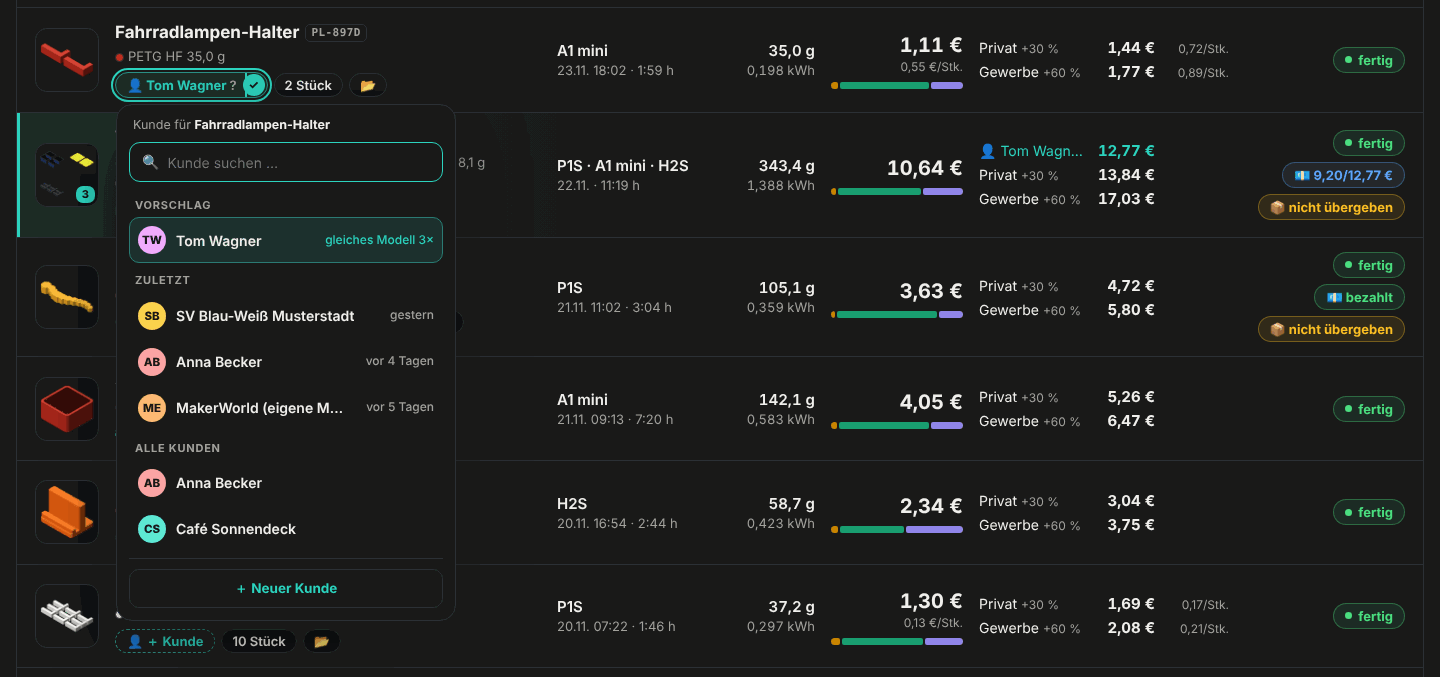 Fahrradlampen-Halter PL-897D
PETG HF 35,0 g
👤 Tom Wagner ? ✓ 2 Stück 📂
A1 mini
23.11. 18:02 · 1:59 h
35,0 g
0,198 kWh
1,11 €
0,55 €/Stk.
Privat +30 % 1,44 € 0,72/Stk.
Gewerbe +60 % 1,77 € 0,89/Stk.
fertig
Kunde für Fahrradlampen-Halter
🔍 Kunde suchen ...
VORSCHLAG
TW Tom Wagner gleiches Modell 3×
ZULETZT
SB SV Blau-Weiß Musterstadt gestern
AB Anna Becker vor 4 Tagen
ME MakerWorld (eigene M... vor 5 Tagen
ALLE KUNDEN
AB Anna Becker
CS Café Sonnendeck
+ Neuer Kunde
3
8,1 g
P1S · A1 mini · H2S
22.11. · 11:19 h
343,4 g
1,388 kWh
10,64 €
👤 Tom Wagn... 12,77 €
Privat +30 % 13,84 €
Gewerbe +60 % 17,03 €
fertig
💶 9,20/12,77 €
📦 nicht übergeben
P1S
21.11. 11:02 · 3:04 h
105,1 g
0,359 kWh
3,63 €
Privat +30 % 4,72 €
Gewerbe +60 % 5,80 €
fertig
💶 bezahlt
📦 nicht übergeben
A1 mini
21.11. 09:13 · 7:20 h
142,1 g
0,583 kWh
4,05 €
Privat +30 % 5,26 €
Gewerbe +60 % 6,47 €
fertig
H2S
20.11. 16:54 · 2:44 h
58,7 g
0,423 kWh
2,34 €
Privat +30 % 3,04 €
Gewerbe +60 % 3,75 €
fertig
👤 + Kunde 10 Stück 📂
P1S
20.11. 07:22 · 1:46 h
37,2 g
0,297 kWh
1,30 €
0,13 €/Stk.
Privat +30 % 1,69 € 0,17/Stk.
Gewerbe +60 % 2,08 € 0,21/Stk.
fertig